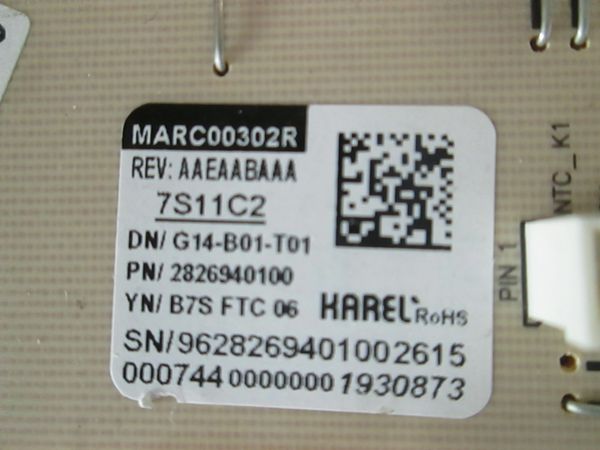 MARC00302R
REV: AAEAABAAA
7S11C2
DN/ G14-B01-T01
PN/ 2826940100
YN/ B7S FTC 06 KAREL RoHS
SN/9628269401002615
000744 0000000 1930873
NTC_K1
PIN 1